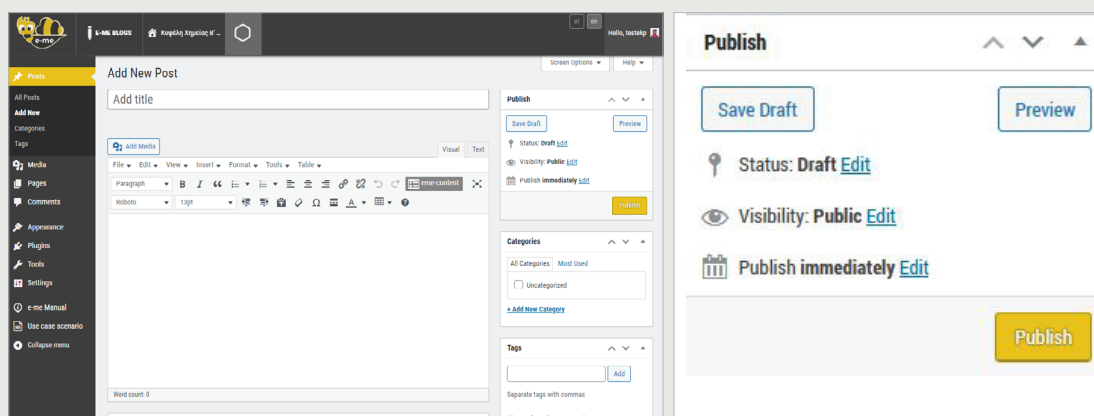 e-me
E-ME BLOGS
Κυψέλη Χημείας Β' ...
el en
Hello, testekp
Screen Options Help
Posts
All Posts
Add New
Categories
Tags
Media
Pages
Comments
Appearance
Plugins
Tools
Settings
e-me Manual
Use case scenario
Collapse menu
Add New Post
Add title
Add Media
Visual Text
File Edit View Insert Format Tools Table
Paragraph B I eme-content
Roboto 13pt Ω A
Word count: 0
Publish
Save Draft Preview
Status: Draft Edit
Visibility: Public Edit
Publish immediately Edit
Publish
Categories
All Categories Most Used
Uncategorized
+ Add New Category
Tags
Add
Separate tags with commas
Publish
Save Draft Preview
Status: Draft Edit
Visibility: Public Edit
Publish immediately Edit
Publish